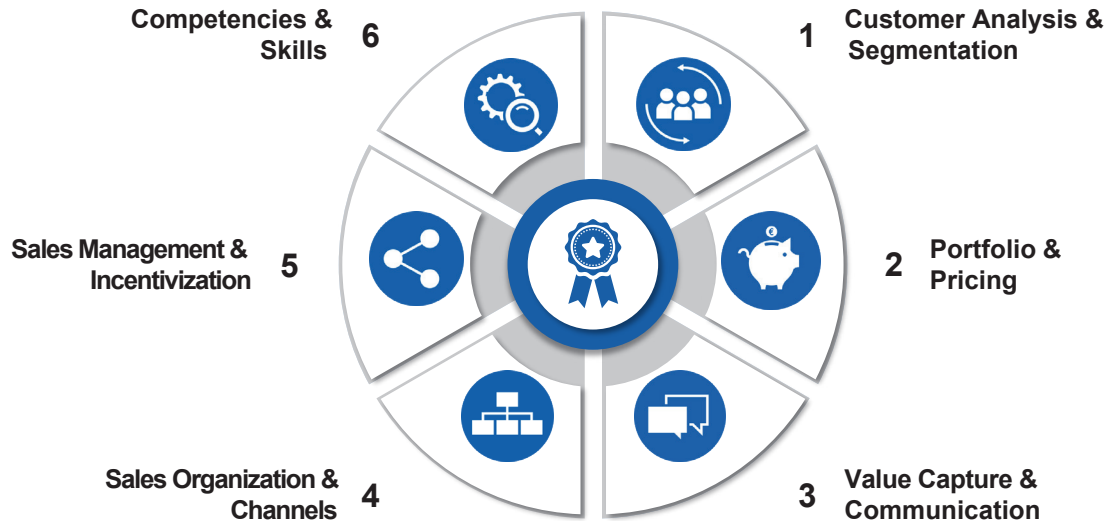 1
Customer Analysis &
Segmentation
2
Portfolio &
Pricing
€
3
Value Capture &
Communication
4
Sales Organization &
Channels
5
Sales Management &
Incentivization
6
Competencies &
Skills